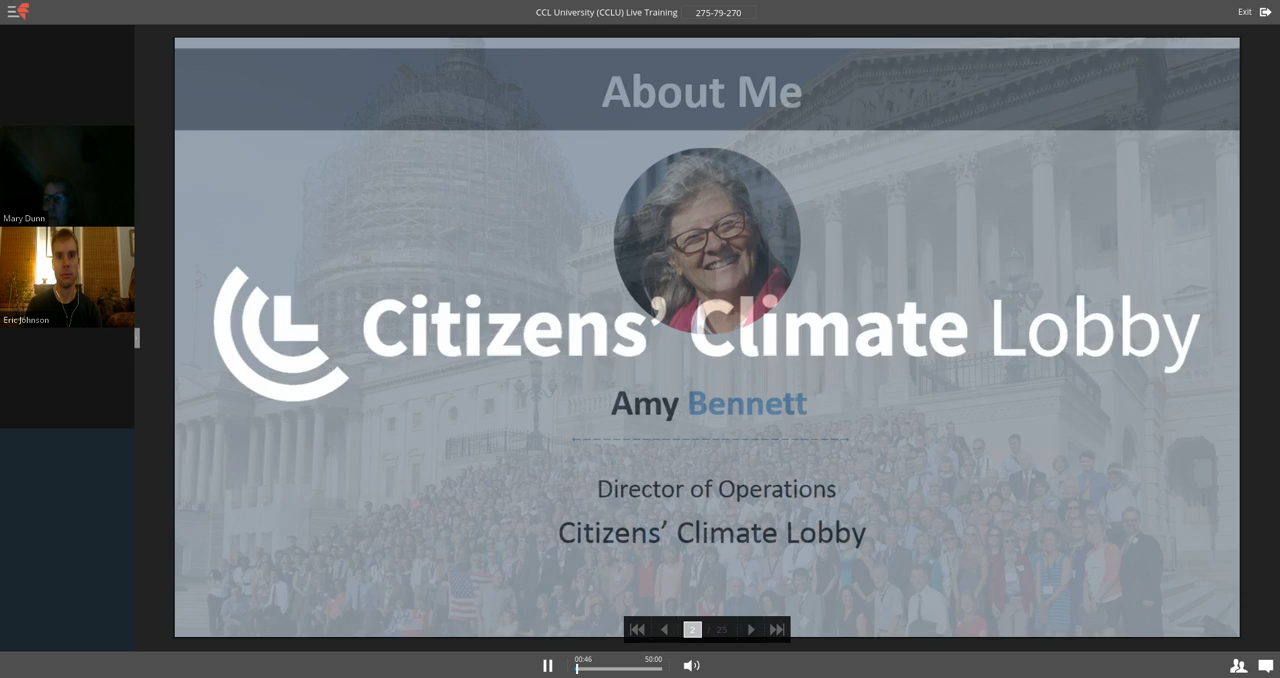 CCL University (CCLU) Live Training 275-79-270
Exit
About Me
Mary Dunn
Eric Johnson
Citizens’ Climate Lobby
Amy Bennett
Director of Operations
Citizens’ Climate Lobby
2 / 25
00:46 50:00